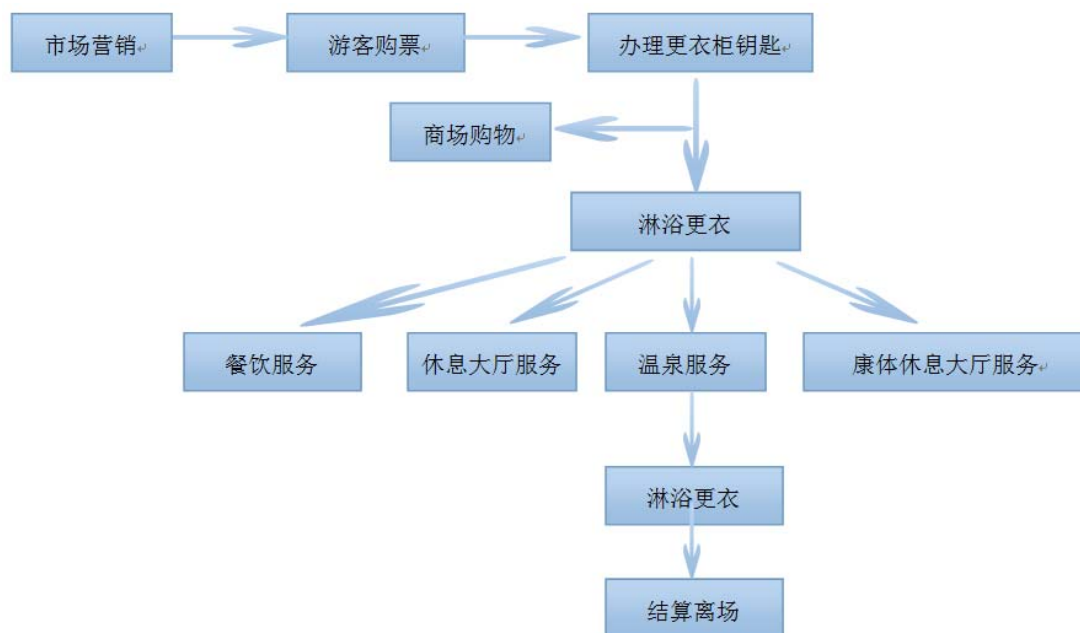 市场营销
游客购票
办理更衣柜钥匙
商场购物
淋浴更衣
餐饮服务
休息大厅服务
温泉服务
康体休息大厅服务
淋浴更衣
结算离场